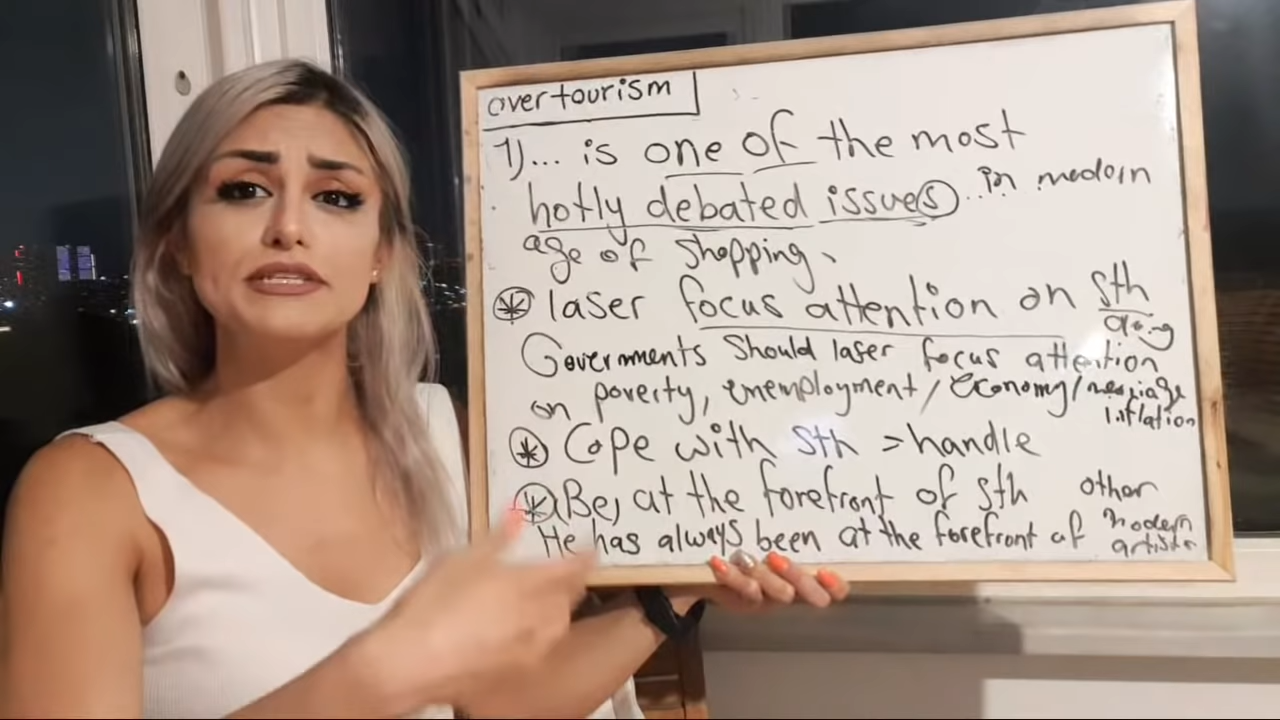 overtourism
1)... is one of the most
hotly debated issues ... in modern
age of shopping.
laser focus attention on sth
doing
Governments should laser focus attention
on poverty, unemployment / economy /
Inflation
Cope with sth = handle
(Be) at the forefront of sth other
He has always been at the forefront of modern
artists